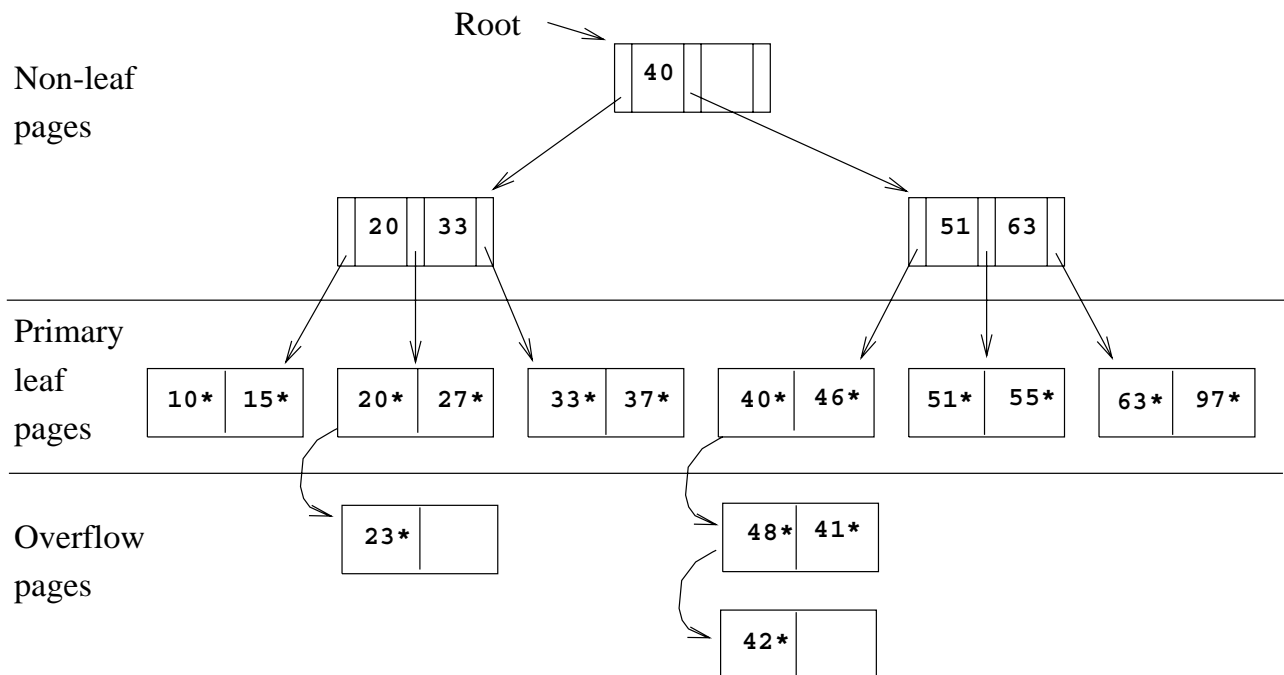 Root
Non-leaf
pages
40
20 33
51 63
Primary
leaf
pages
10* 15*
20* 27*
33* 37*
40* 46*
51* 55*
63* 97*
Overflow
pages
23*
48* 41*
42*